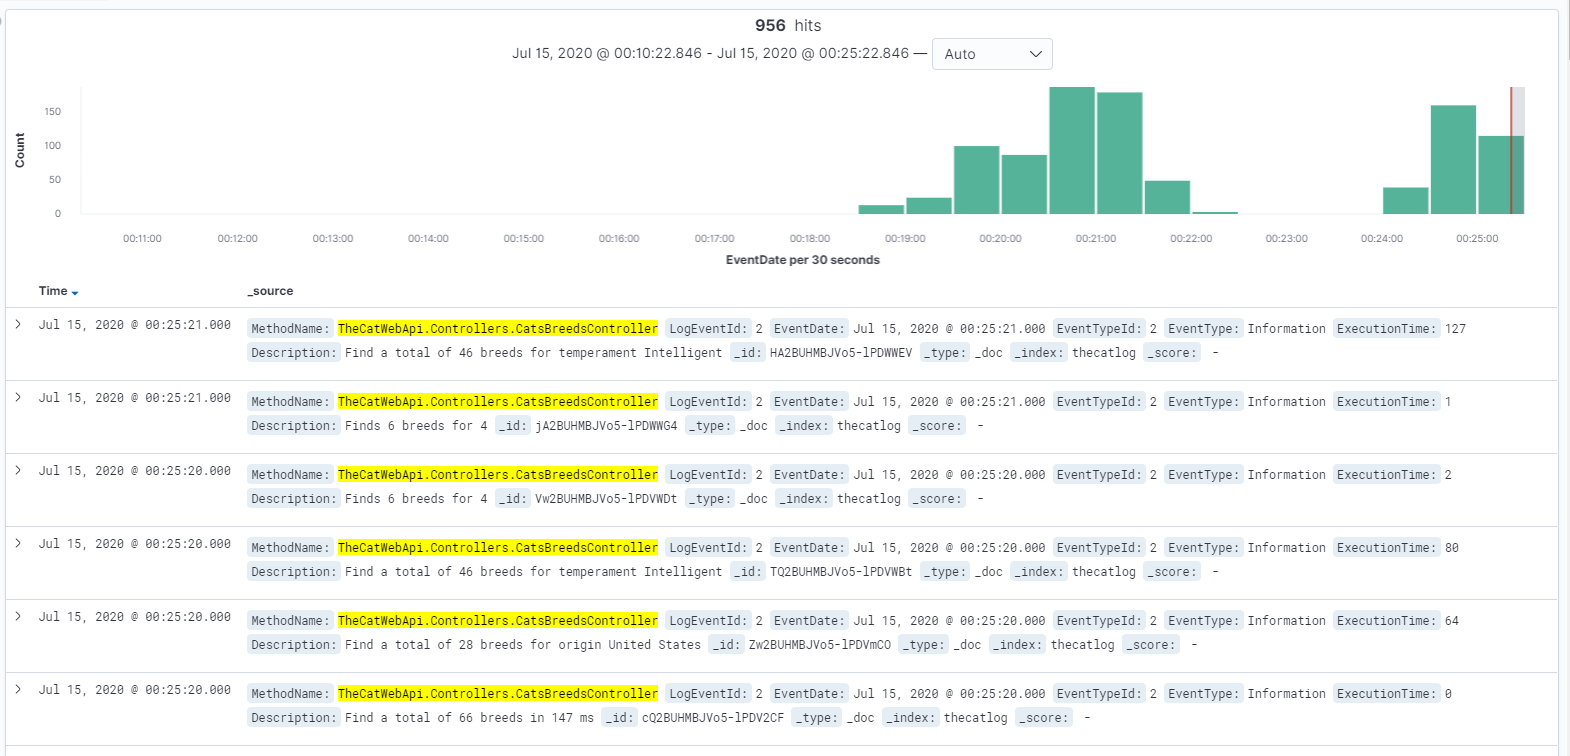 956 hits
Jul 15, 2020 @ 00:10:22.846 - Jul 15, 2020 @ 00:25:22.846 — Auto
150
100
50
0
Count
00:11:00 00:12:00 00:13:00 00:14:00 00:15:00 00:16:00 00:17:00 00:18:00 00:19:00 00:20:00 00:21:00 00:22:00 00:23:00 00:24:00 00:25:00
EventDate per 30 seconds
Time _source
Jul 15, 2020 @ 00:25:21.000 MethodName: TheCatWebApi.Controllers.CatsBreedsController LogEventId: 2 EventDate: Jul 15, 2020 @ 00:25:21.000 EventTypeId: 2 EventType: Information ExecutionTime: 127
Description: Find a total of 46 breeds for temperament Intelligent _id: HA2BUHMBJVo5-lPDWWEV _type: _doc _index: thecatlog _score: -
Jul 15, 2020 @ 00:25:21.000 MethodName: TheCatWebApi.Controllers.CatsBreedsController LogEventId: 2 EventDate: Jul 15, 2020 @ 00:25:21.000 EventTypeId: 2 EventType: Information ExecutionTime: 1
Description: Finds 6 breeds for 4 _id: jA2BUHMBJVo5-lPDWWG4 _type: _doc _index: thecatlog _score: -
Jul 15, 2020 @ 00:25:20.000 MethodName: TheCatWebApi.Controllers.CatsBreedsController LogEventId: 2 EventDate: Jul 15, 2020 @ 00:25:20.000 EventTypeId: 2 EventType: Information ExecutionTime: 2
Description: Finds 6 breeds for 4 _id: Vw2BUHMBJVo5-lPDVWDt _type: _doc _index: thecatlog _score: -
Jul 15, 2020 @ 00:25:20.000 MethodName: TheCatWebApi.Controllers.CatsBreedsController LogEventId: 2 EventDate: Jul 15, 2020 @ 00:25:20.000 EventTypeId: 2 EventType: Information ExecutionTime: 80
Description: Find a total of 46 breeds for temperament Intelligent _id: TQ2BUHMBJVo5-lPDVWBt _type: _doc _index: thecatlog _score: -
Jul 15, 2020 @ 00:25:20.000 MethodName: TheCatWebApi.Controllers.CatsBreedsController LogEventId: 2 EventDate: Jul 15, 2020 @ 00:25:20.000 EventTypeId: 2 EventType: Information ExecutionTime: 64
Description: Find a total of 28 breeds for origin United States _id: Zw2BUHMBJVo5-lPDVmCO _type: _doc _index: thecatlog _score: -
Jul 15, 2020 @ 00:25:20.000 MethodName: TheCatWebApi.Controllers.CatsBreedsController LogEventId: 2 EventDate: Jul 15, 2020 @ 00:25:20.000 EventTypeId: 2 EventType: Information ExecutionTime: 0
Description: Find a total of 66 breeds in 147 ms _id: cQ2BUHMBJVo5-lPDV2CF _type: _doc _index: thecatlog _score: -